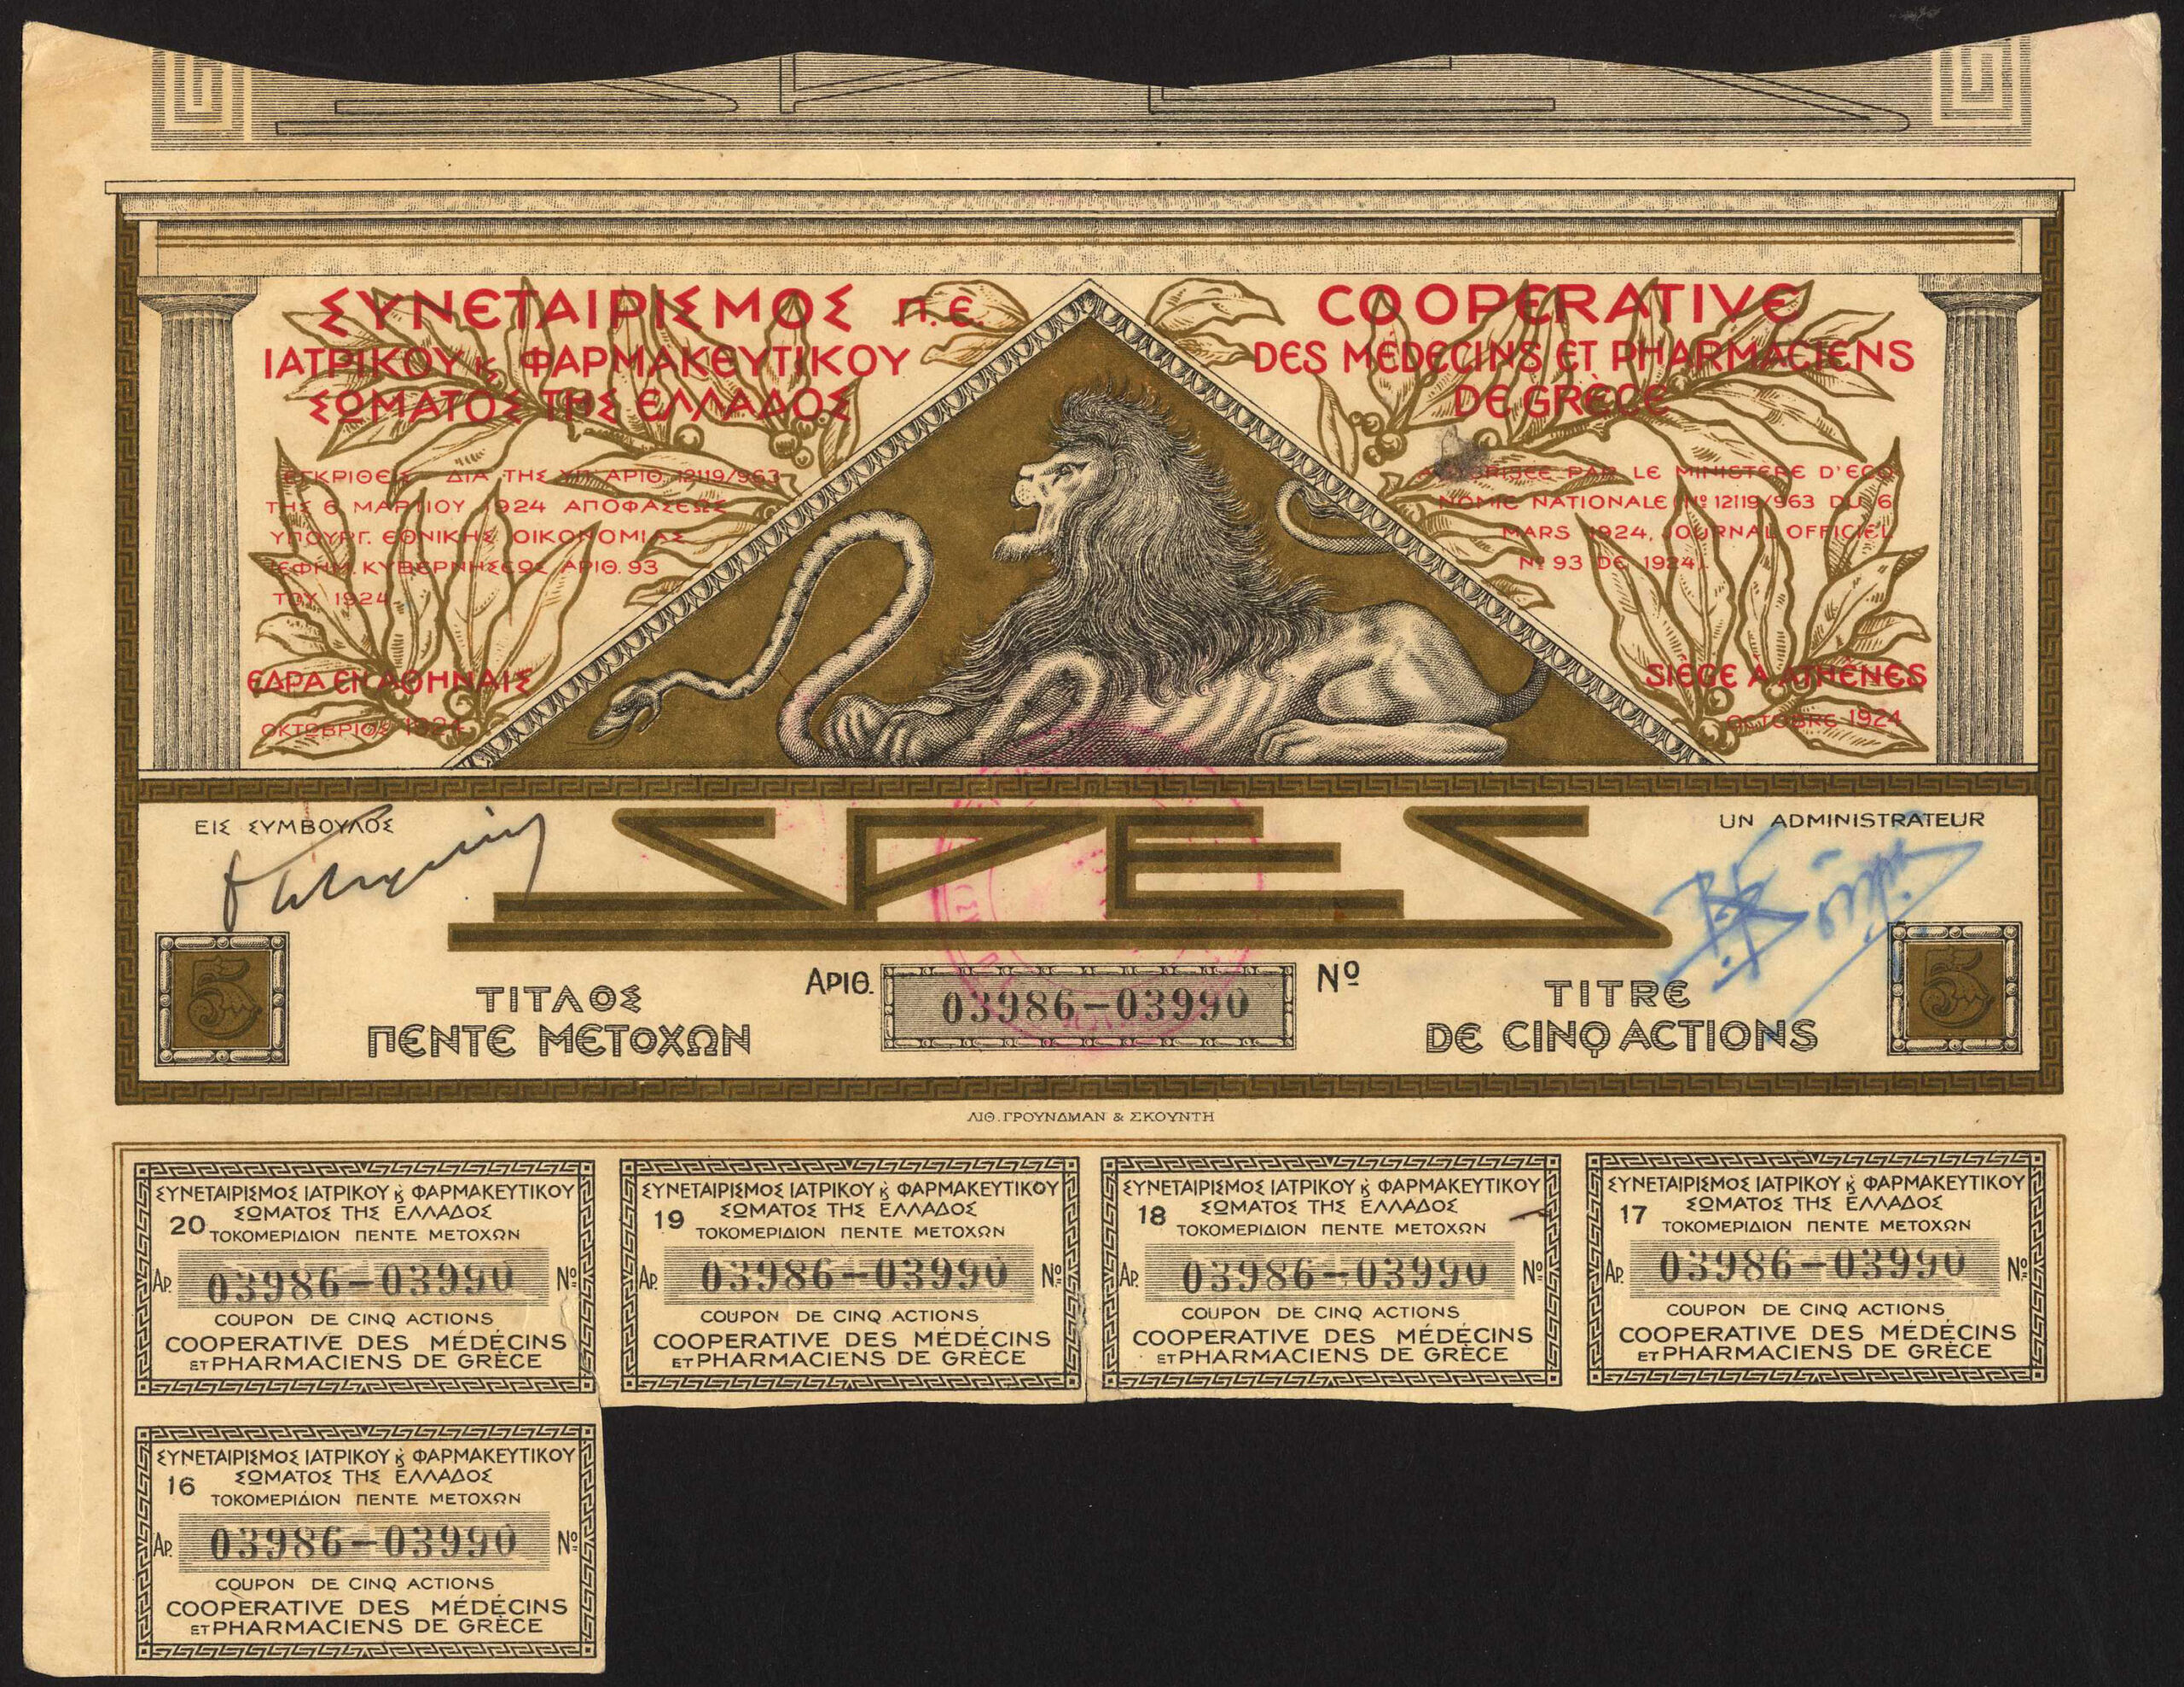 ΣΥΝΕΤΑΙΡΙΣΜΟΣ Π.Ε.
ΙΑΤΡΙΚΟΥ ϗ ΦΑΡΜΑΚΕΥΤΙΚΟΥ
ΣΩΜΑΤΟΣ ΤΗΣ ΕΛΛΑΔΟΣ
ΕΓΚΡΙΘΕΙΣ ΔΙΑ ΤΗΣ ΥΠ' ΑΡΙΘ. 12119/963
ΤΗΣ 6 ΜΑΡΤΙΟΥ 1924 ΑΠΟΦΑΣΕΩΣ
ΥΠΟΥΡΓ. ΕΘΝΙΚΗΣ ΟΙΚΟΝΟΜΙΑΣ
(ΕΦΗΜ. ΚΥΒΕΡΝΗΣΕΩΣ ΑΡΙΘ. 93
ΤΟΥ 1924
ΕΔΡΑ ΕΝ ΑΘΗΝΑΙΣ
ΟΚΤΩΒΡΙΟΣ 1924
COOPERATIVE
DES MEDECINS ET PHARMACIENS
DE GRÈCE
AUTORISEE PAR LE MINISTERE D'ECO
NOMIE NATIONALE (Nº 12119/963 DU 6
MARS 1924, JOURNAL OFFICIEL
Nº 93 DE 1924).
SIÈGE À ATHÈNES
OCTOBRE 1924
ΕΙΣ ΣΥΜΒΟΥΛΟΣ
SPES
UN ADMINISTRATEUR
5
ΤΙΤΛΟΣ
ΠΕΝΤΕ ΜΕΤΟΧΩΝ
ΑΡΙΘ. 03986-03990 Nº
TITRE
DE CINQ ACTIONS
5
ΛΙΘ. ΓΡΟΥΝΔΜΑΝ & ΣΚΟΥΝΤΗ
ΣΥΝΕΤΑΙΡΙΣΜΟΣ ΙΑΤΡΙΚΟΥ ϗ ΦΑΡΜΑΚΕΥΤΙΚΟΥ
ΣΩΜΑΤΟΣ ΤΗΣ ΕΛΛΑΔΟΣ
20 ΤΟΚΟΜΕΡΙΔΙΟΝ ΠΕΝΤΕ ΜΕΤΟΧΩΝ
ΑΡ. 03986-03990 Nº
COUPON DE CINQ ACTIONS
COOPERATIVE DES MÉDÉCINS
ET PHARMACIENS DE GRÈCE
ΣΥΝΕΤΑΙΡΙΣΜΟΣ ΙΑΤΡΙΚΟΥ ϗ ΦΑΡΜΑΚΕΥΤΙΚΟΥ
ΣΩΜΑΤΟΣ ΤΗΣ ΕΛΛΑΔΟΣ
19 ΤΟΚΟΜΕΡΙΔΙΟΝ ΠΕΝΤΕ ΜΕΤΟΧΩΝ
ΑΡ. 03986-03990 Nº
COUPON DE CINQ ACTIONS
COOPERATIVE DES MÉDÉCINS
ET PHARMACIENS DE GRÈCE
ΣΥΝΕΤΑΙΡΙΣΜΟΣ ΙΑΤΡΙΚΟΥ ϗ ΦΑΡΜΑΚΕΥΤΙΚΟΥ
ΣΩΜΑΤΟΣ ΤΗΣ ΕΛΛΑΔΟΣ
18 ΤΟΚΟΜΕΡΙΔΙΟΝ ΠΕΝΤΕ ΜΕΤΟΧΩΝ
ΑΡ. 03986-03990 Nº
COUPON DE CINQ ACTIONS
COOPERATIVE DES MÉDÉCINS
ET PHARMACIENS DE GRÈCE
ΣΥΝΕΤΑΙΡΙΣΜΟΣ ΙΑΤΡΙΚΟΥ ϗ ΦΑΡΜΑΚΕΥΤΙΚΟΥ
ΣΩΜΑΤΟΣ ΤΗΣ ΕΛΛΑΔΟΣ
17 ΤΟΚΟΜΕΡΙΔΙΟΝ ΠΕΝΤΕ ΜΕΤΟΧΩΝ
ΑΡ. 03986-03990 Nº
COUPON DE CINQ ACTIONS
COOPERATIVE DES MÉDÉCINS
ET PHARMACIENS DE GRÈCE
ΣΥΝΕΤΑΙΡΙΣΜΟΣ ΙΑΤΡΙΚΟΥ ϗ ΦΑΡΜΑΚΕΥΤΙΚΟΥ
ΣΩΜΑΤΟΣ ΤΗΣ ΕΛΛΑΔΟΣ
16 ΤΟΚΟΜΕΡΙΔΙΟΝ ΠΕΝΤΕ ΜΕΤΟΧΩΝ
ΑΡ. 03986-03990 Nº
COUPON DE CINQ ACTIONS
COOPERATIVE DES MÉDÉCINS
ET PHARMACIENS DE GRÈCE